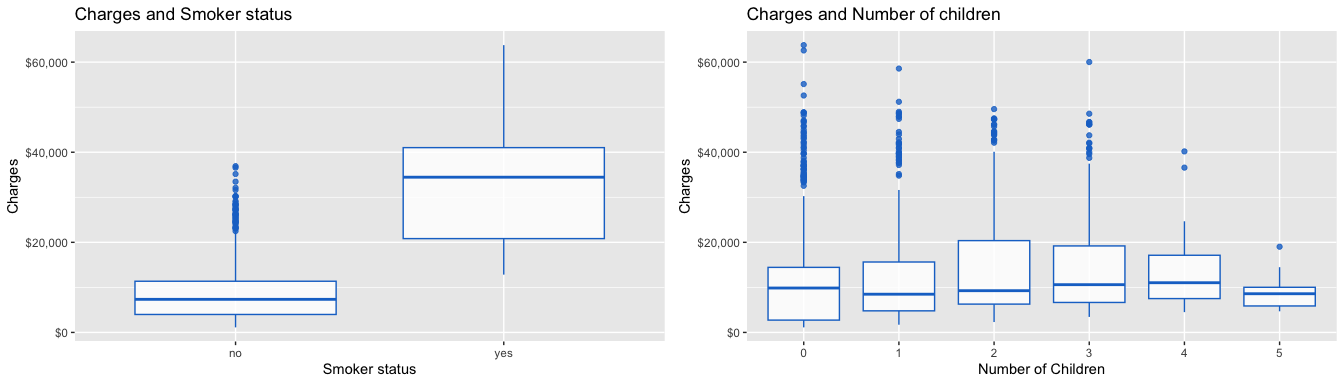 Charges and Smoker status
Charges
$60,000
$40,000
$20,000
$0
no yes
Smoker status
Charges and Number of children
Charges
$60,000
$40,000
$20,000
$0
0 1 2 3 4 5
Number of Children